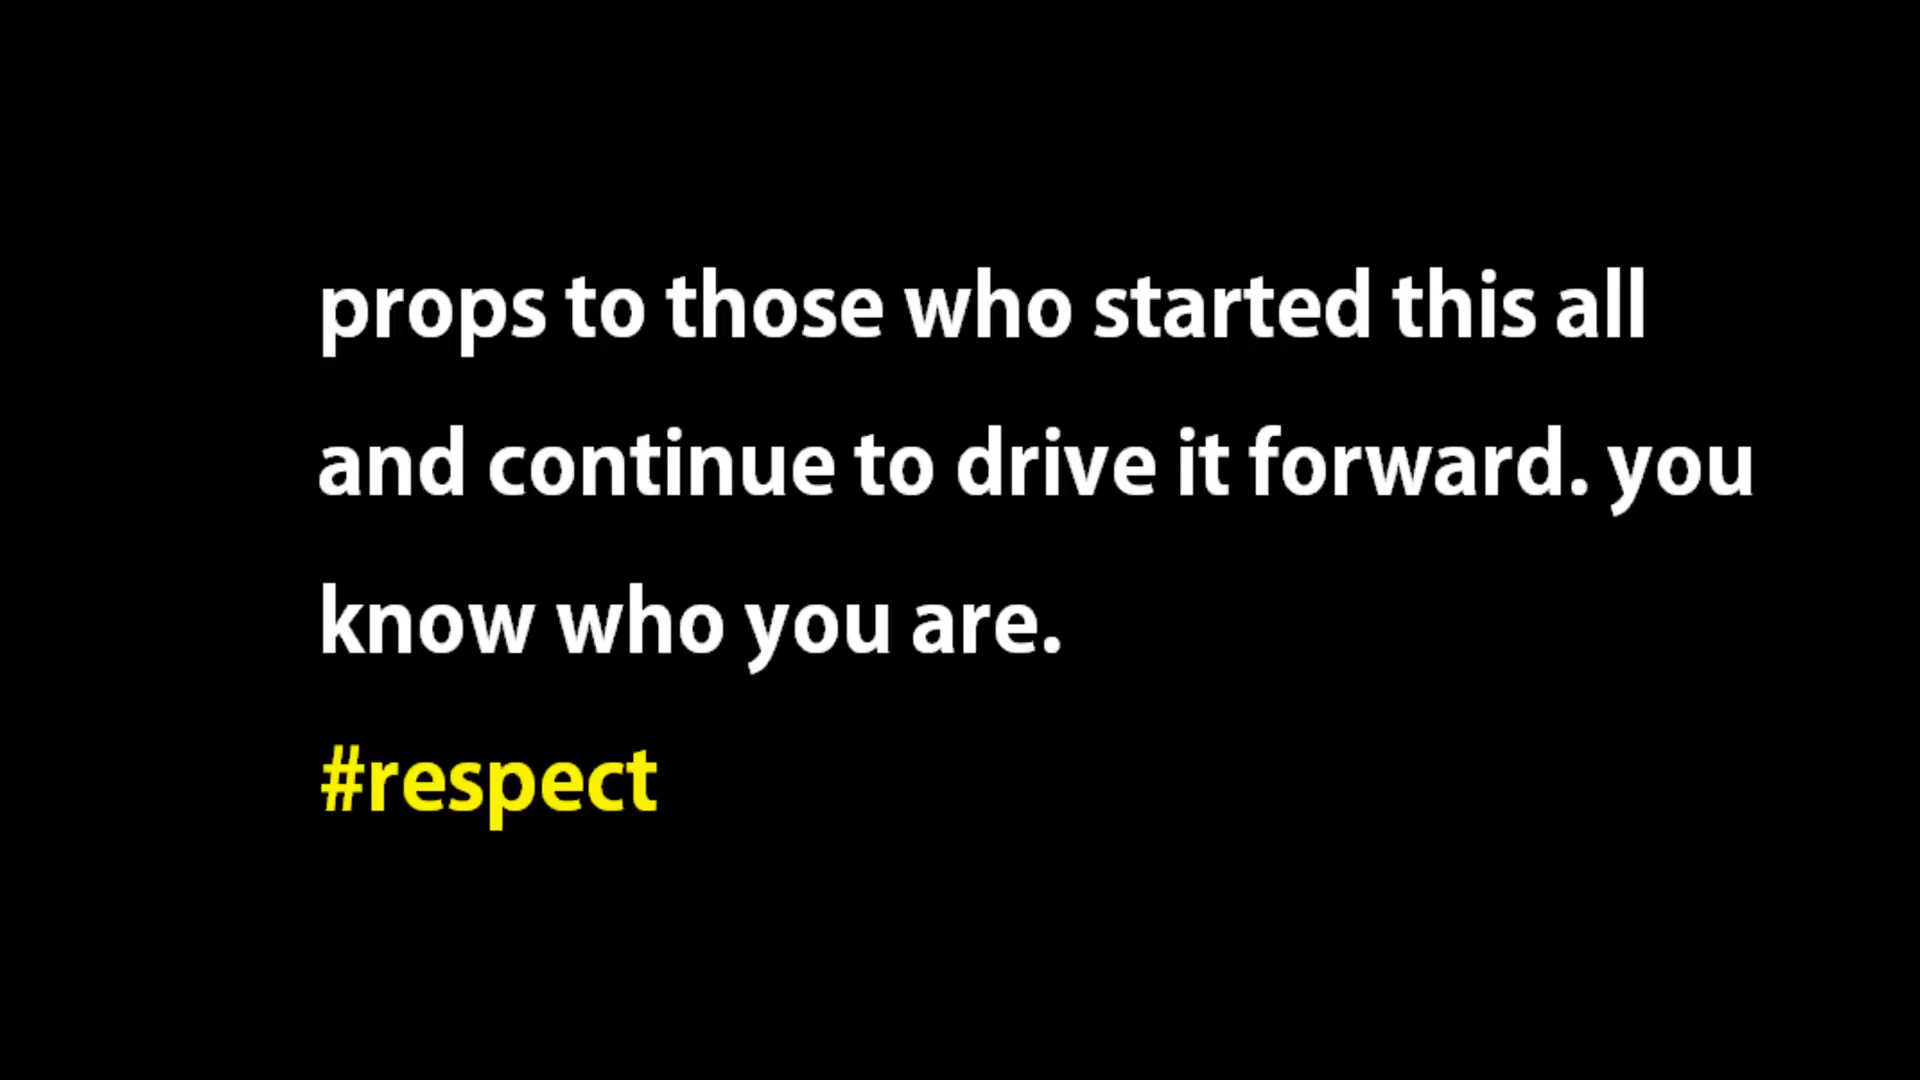 props to those who started this all
and continue to drive it forward. you
know who you are.
#respect